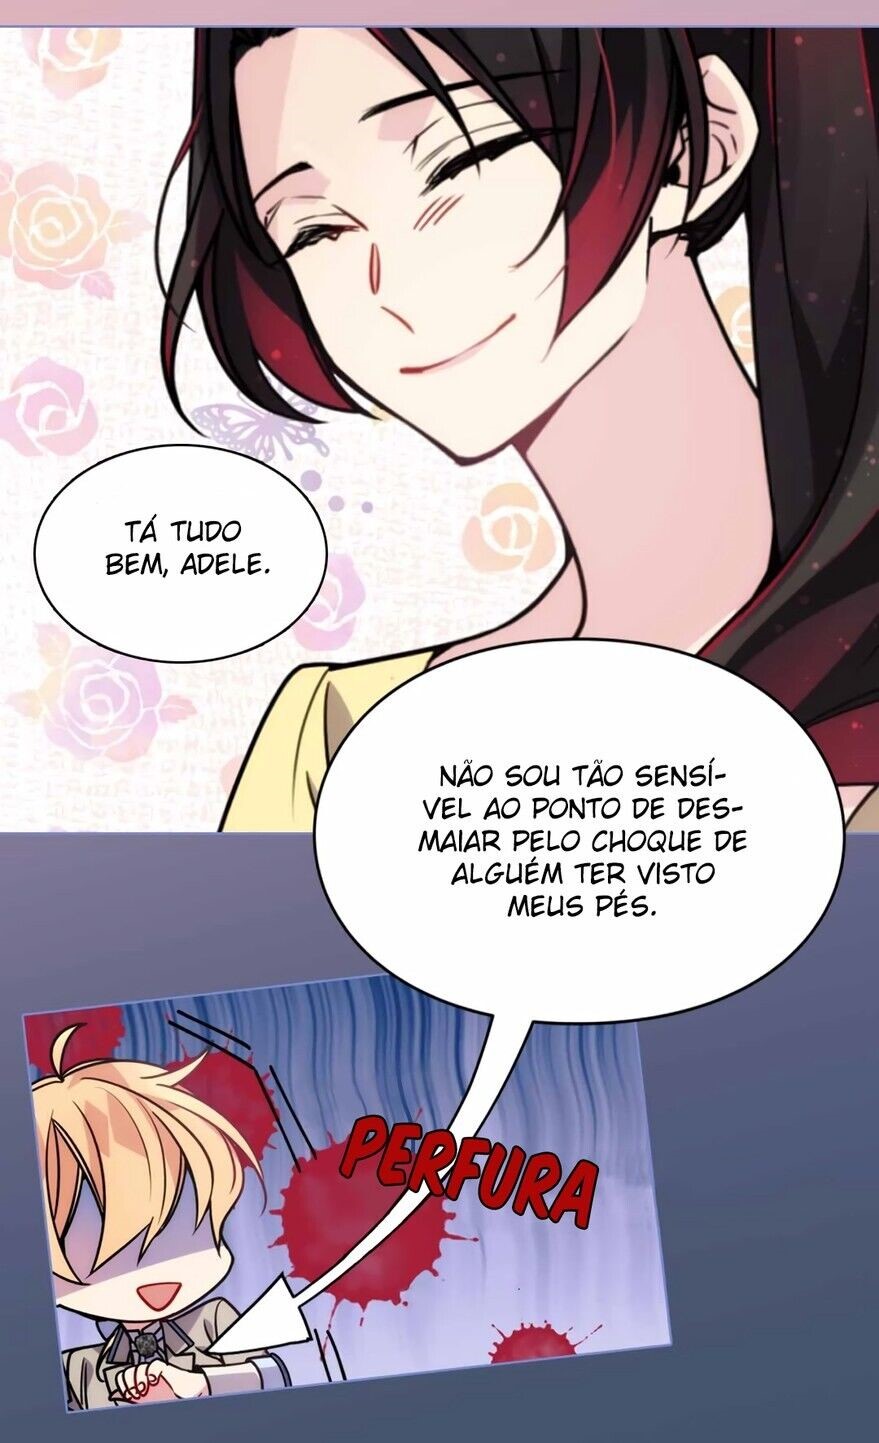 TÁ TUDO
BEM, ADELE.
NÃO SOU TÃO SENSÍ-
VEL AO PONTO DE DES-
MAIAR PELO CHOQUE DE
ALGUÉM TER VISTO
MEUS PÉS.
PERFURA